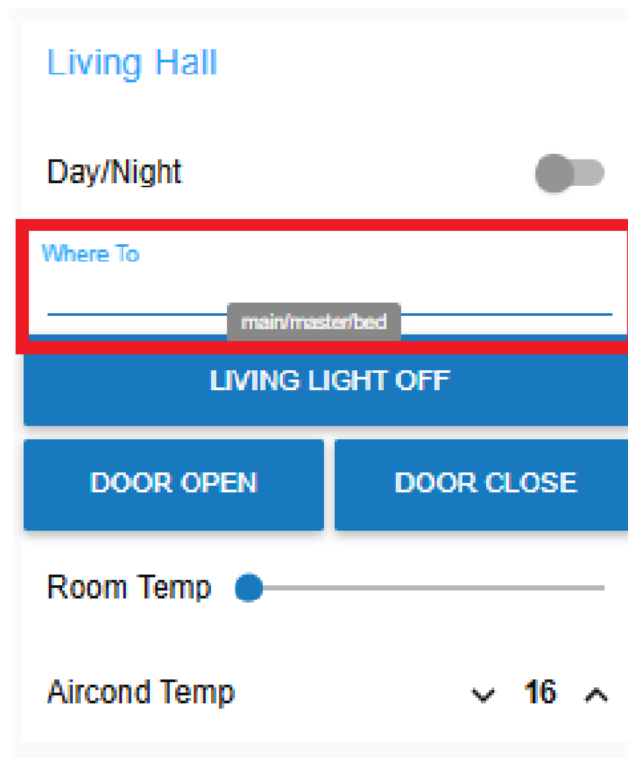 Living Hall
Day/Night
Where To
main/master/bed
LIVING LIGHT OFF
DOOR OPEN DOOR CLOSE
Room Temp
Aircond Temp 16